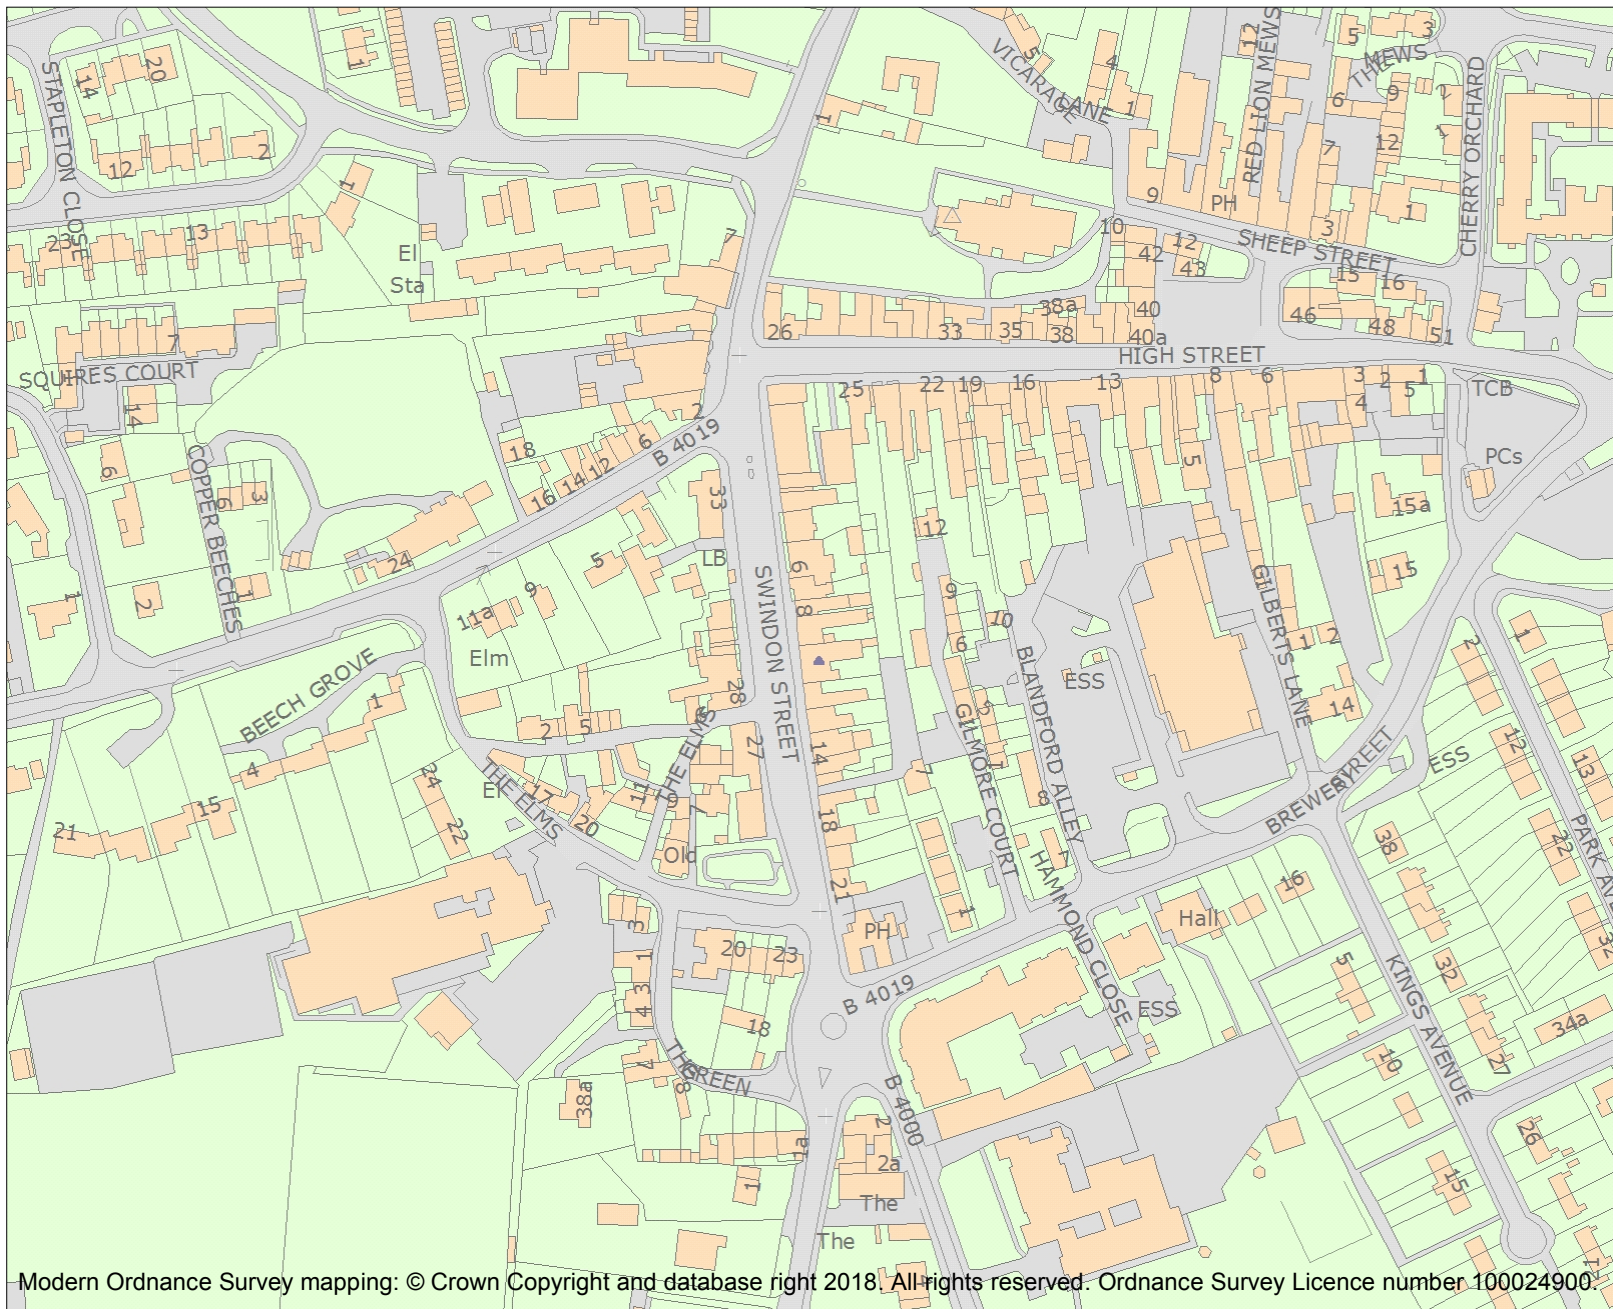 STAPLETON CLOSE
14
20
1
12
2
1
23
13
El
Sta
7
1
VICARAGE
LANE
5
4
1
9
PH
12
RED LION MEWS
5
3
THE
MEWS
6
9
2
1
7
12
1
3
CHERRY ORCHARD
SHEEP STREET
10
42
12
43
40
40a
38a
38
15
16
46
48
51
26
33
35
HIGH STREET
25
22
19
16
13
8
6
3
2
1
4
5
TCB
PCs
SQUIRES COURT
7
14
6
COPPER BEECHES
6
3
1
2
1
18
16
14
12
6
2
B 4019
33
LB
24
5
9
11a
Elm
12
5
15a
15
6
8
SWINDON STREET
9
6
10
BLANDFORD ALLEY
ESS
GILBERTS LANE
1
2
14
2
1
BEECH GROVE
1
4
2
5
28
THE ELMS
27
14
GILMORE COURT
5
1
7
8
7
ESS
12
13
BREWERY
STREET
15
21
24
22
THE ELMS
El
17
20
11
9
7
Old
18
21
PH
1
HAMMOND CLOSE
Hall
16
38
22
PARK AVE
32
3
1
3
4
20
23
18
B 4019
ESS
5
32
KINGS AVENUE
34a
27
10
THE
GREEN
7
8
38a
1a
1
B 4000
2
2a
The
The
4
26
15
12
Modern Ordnance Survey mapping: © Crown Copyright and database right 2018. All rights reserved. Ordnance Survey Licence number 100024900.